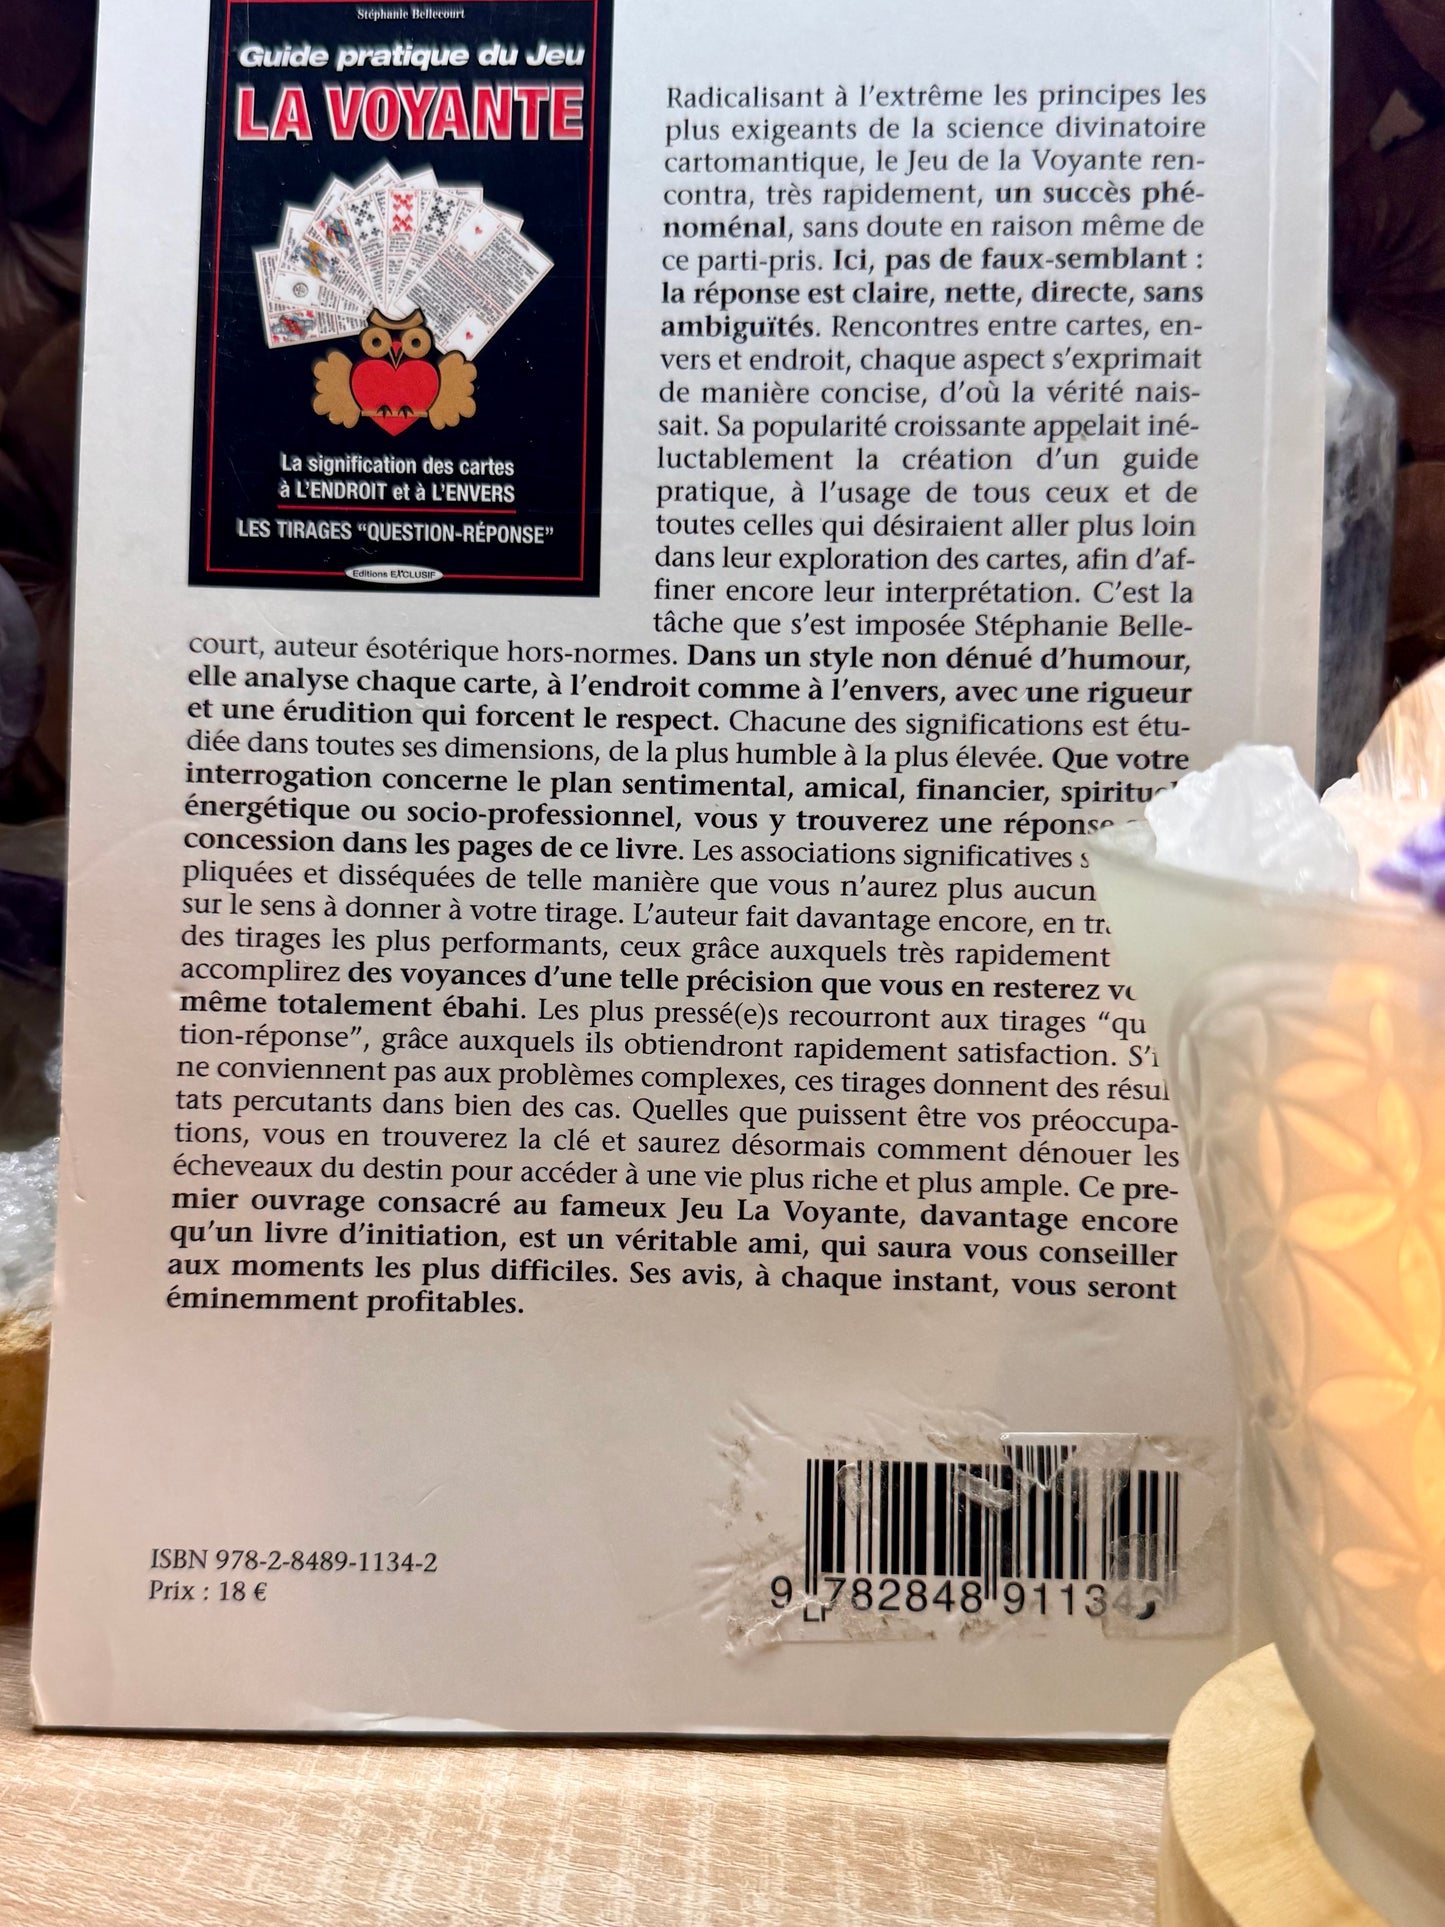 Stéphanie Bellecourt
Guide pratique du Jeu
LA VOYANTE
La signification des cartes
à L'ENDROIT et à L'ENVERS
LES TIRAGES “QUESTION-RÉPONSE”
Editions EXCLUSIF
Radicalisant à l'extrême les principes les
plus exigeants de la science divinatoire
cartomantique, le Jeu de la Voyante ren-
contra, très rapidement, un succès phé-
noménal, sans doute en raison même de
ce parti-pris. Ici, pas de faux-semblant :
la réponse est claire, nette, directe, sans
ambiguïtés. Rencontres entre cartes, en-
vers et endroit, chaque aspect s'exprimait
de manière concise, d'où la vérité nais-
sait. Sa popularité croissante appelait iné-
luctablement la création d'un guide
pratique, à l'usage de tous ceux et de
toutes celles qui désiraient aller plus loin
dans leur exploration des cartes, afin d'af-
finer encore leur interprétation. C'est la
tâche que s'est imposée Stéphanie Belle-
court, auteur ésotérique hors-normes. Dans un style non dénué d'humour,
elle analyse chaque carte, à l'endroit comme à l'envers, avec une rigueur
et une érudition qui forcent le respect. Chacune des significations est étu-
diée dans toutes ses dimensions, de la plus humble à la plus élevée. Que votre
interrogation concerne le plan sentimental, amical, financier, spirituel
énergétique ou socio-professionnel, vous y trouverez une réponse
concession dans les pages de ce livre. Les associations significatives
pliquées et disséquées de telle manière que vous n'aurez plus aucun
sur le sens à donner à votre tirage. L'auteur fait davantage encore, en
des tirages les plus performants, ceux grâce auxquels très rapidement
accomplirez des voyances d'une telle précision que vous en resterez
même totalement ébahi. Les plus pressé(e)s recourront aux tirages “qu
tion-réponse”, grâce auxquels ils obtiendront rapidement satisfaction.
ne conviennent pas aux problèmes complexes, ces tirages donnent des résul
tats percutants dans bien des cas. Quelles que puissent être vos préoccupa-
tions, vous en trouverez la clé et saurez désormais comment dénouer les
écheveaux du destin pour accéder à une vie plus riche et plus ample. Ce pre-
mier ouvrage consacré au fameux Jeu La Voyante, davantage encore
qu'un livre d'initiation, est un véritable ami, qui saura vous conseiller
aux moments les plus difficiles. Ses avis, à chaque instant, vous seront
éminemment profitables.
ISBN 978-2-8489-1134-2
Prix : 18 €
9 782848 91134